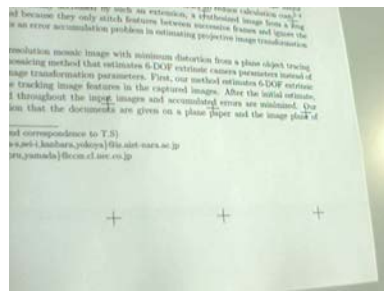 ed because they only stitch features between successive frames and ignore the
an error accumulation problem in estimating projective image transformation
resolution mosaic image with minimum distortion from a plane object tracing
mosaicing method that estimates 6-DOF extrinsic camera parameters instead of
image transformation parameters. First, our method estimates 6-DOF extrinsic
tracking image features in the captured images. After the initial estimate,
throughout the input images and accumulated errors are minimized. Our
ion that the documents are given on a plane paper and the image plane of
nd correspondence to T.S)